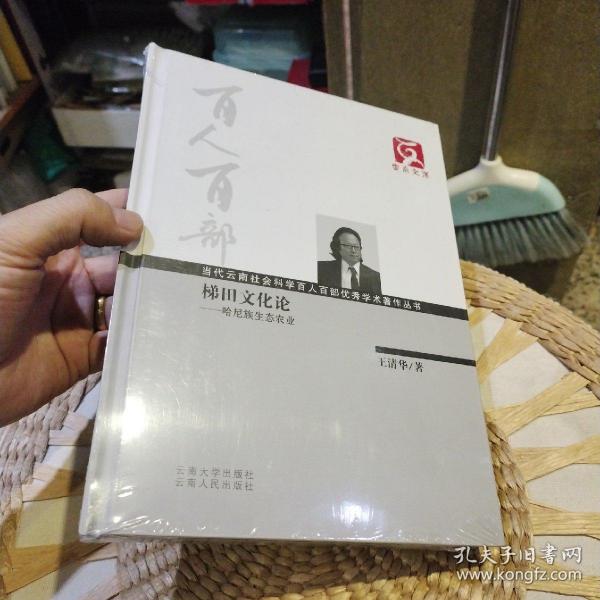 百人百部
雲南文庫
当代云南社会科学百人百部优秀学术著作丛书
梯田文化论
——哈尼族生态农业
王清华/著
云南大学出版社
云南人民出版社
孔夫子旧书网
www.kongfz.com